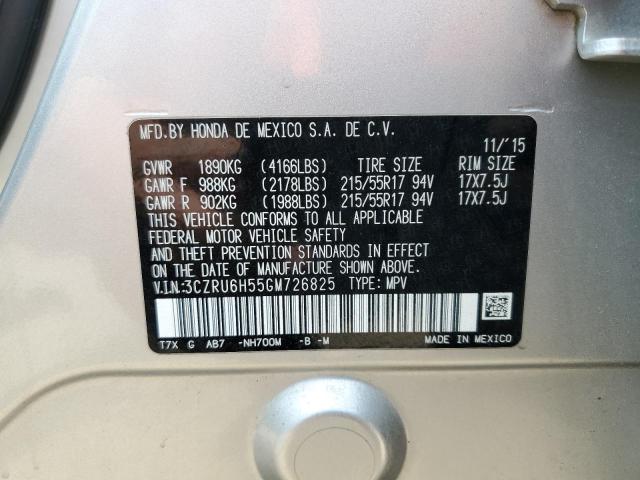 MFD.BY HONDA DE MEXICO S.A. DE C.V.
11/'15
GVWR 1890KG (4166LBS) TIRE SIZE RIM SIZE
GAWR F 988KG (2178LBS) 215/55R17 94V 17X7.5J
GAWR R 902KG (1988LBS) 215/55R17 94V 17X7.5J
THIS VEHICLE CONFORMS TO ALL APPLICABLE
FEDERAL MOTOR VEHICLE SAFETY
AND THEFT PREVENTION STANDARDS IN EFFECT
ON THE DATE OF MANUFACTURE SHOWN ABOVE.
V.I.N.:3CZRU6H55GM726825 TYPE: MPV
T7X G AB7 -NH700M -B -M MADE IN MEXICO